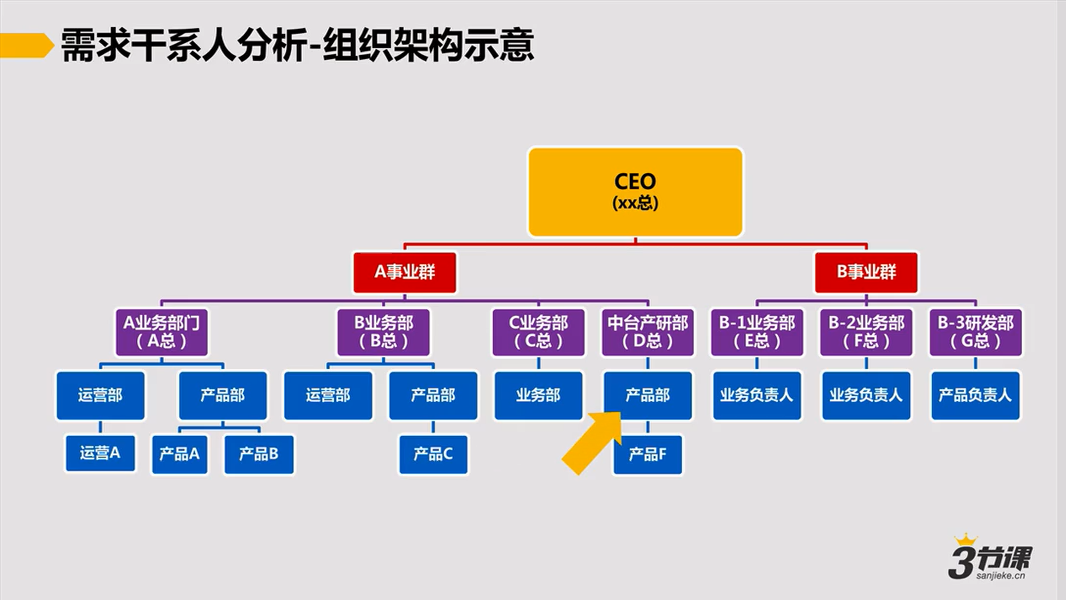 需求干系人分析-组织架构示意
CEO
(xx总)
A事业群
B事业群
A业务部门
（A总）
B业务部
（B总）
C业务部
（C总）
中台产研部
（D总）
B-1业务部
（E总）
B-2业务部
（F总）
B-3研发部
（G总）
运营部
产品部
运营部
产品部
业务部
产品部
业务负责人
业务负责人
产品负责人
运营A
产品A
产品B
产品C
产品F
3节课
sanjieke.cn